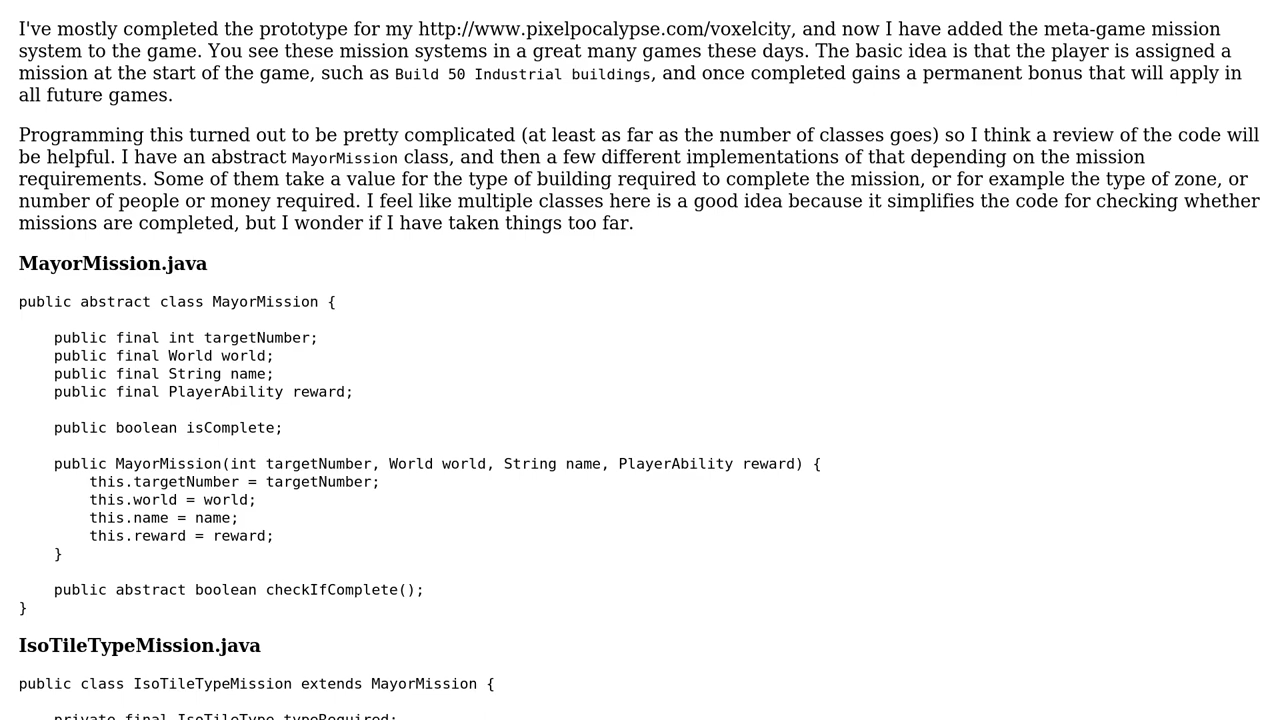 I've mostly completed the prototype for my http://www.pixelpocalypse.com/voxelcity, and now I have added the meta-game mission
system to the game. You see these mission systems in a great many games these days. The basic idea is that the player is assigned a
mission at the start of the game, such as Build 50 Industrial buildings, and once completed gains a permanent bonus that will apply in
all future games.
Programming this turned out to be pretty complicated (at least as far as the number of classes goes) so I think a review of the code will
be helpful. I have an abstract MayorMission class, and then a few different implementations of that depending on the mission
requirements. Some of them take a value for the type of building required to complete the mission, or for example the type of zone, or
number of people or money required. I feel like multiple classes here is a good idea because it simplifies the code for checking whether
missions are completed, but I wonder if I have taken things too far.
MayorMission.java
public abstract class MayorMission {
    public final int targetNumber;
    public final World world;
    public final String name;
    public final PlayerAbility reward;
    public boolean isComplete;
    public MayorMission(int targetNumber, World world, String name, PlayerAbility reward) {
        this.targetNumber = targetNumber;
        this.world = world;
        this.name = name;
        this.reward = reward;
    }
    public abstract boolean checkIfComplete();
}
IsoTileTypeMission.java
public class IsoTileTypeMission extends MayorMission {
    private final IsoTileType typeRequired;